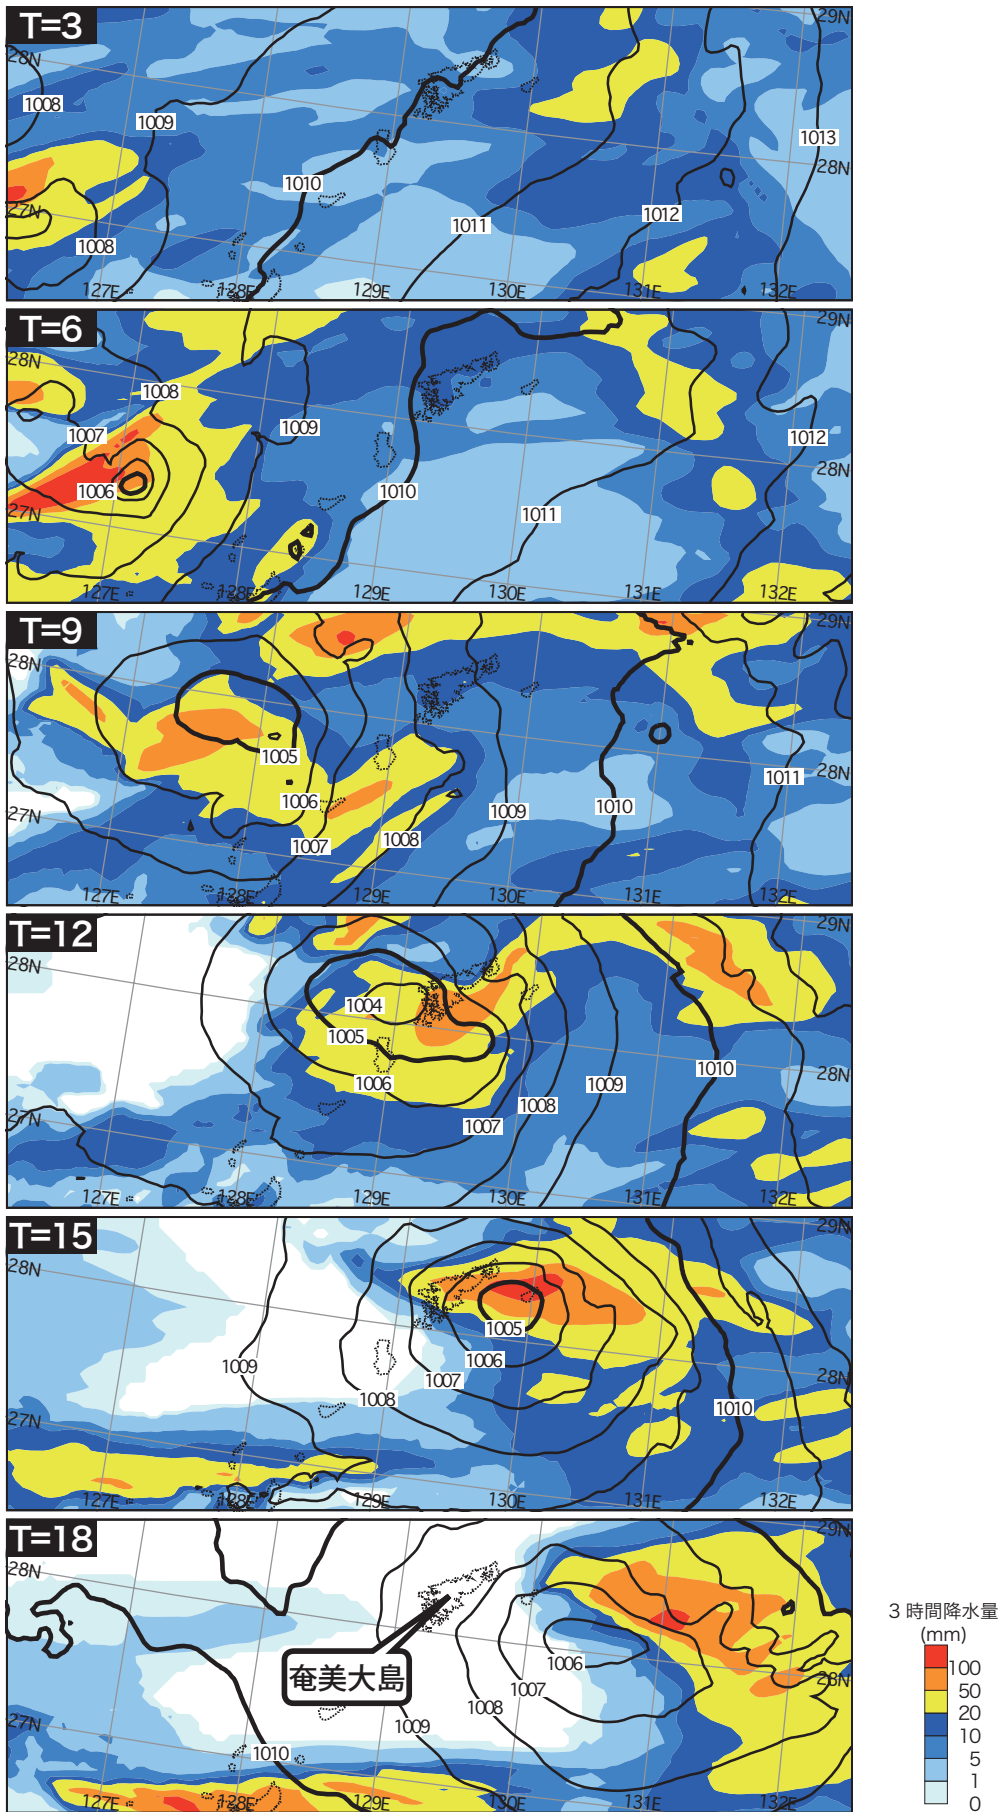 T=3
29N
28N
1008
1009
1013
28N
1010
27N
1011
1012
1008
127E
128E
129E
130E
131E
132E
T=6
29N
28N
1008
1009
1007
1012
28N
1006
1010
27N
1011
127E
128E
129E
130E
131E
132E
T=9
29N
28N
1005
1011
28N
1006
1010
1009
27N
1007
1008
127E
128E
129E
130E
131E
132E
T=12
29N
28N
1004
1005
1010
28N
1006
1009
1008
27N
1007
127E
128E
129E
130E
131E
132E
T=15
29N
28N
1005
1009
1006
1007
28N
1008
1010
27N
127E
128E
129E
130E
131E
132E
T=18
29N
28N
1006
奄美大島
28N
1007
1008
27N
1009
1010
127E
128E
129E
130E
131E
132E
3 時間降水量
(mm)
100
50
20
10
5
1
0